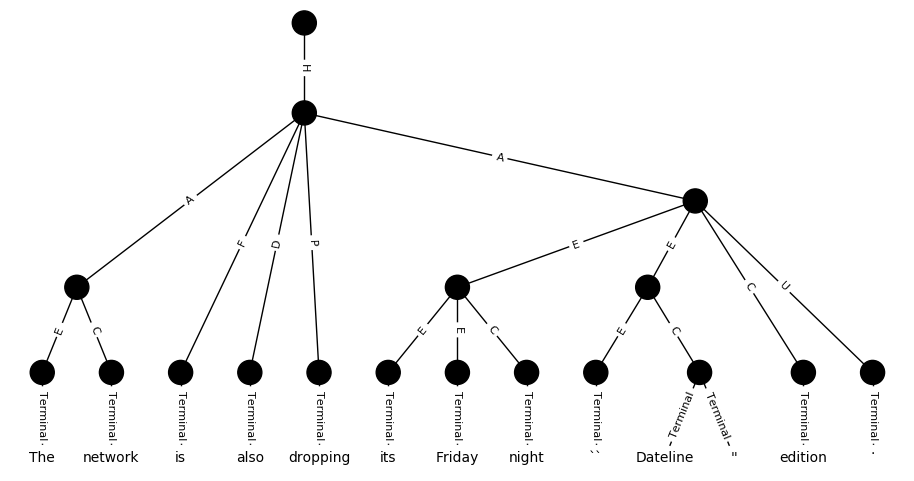 H
A
A
F
D
P
E
E
C
U
E
C
E
E
C
E
C
Terminal Terminal Terminal Terminal Terminal Terminal Terminal Terminal Terminal Terminal Terminal Terminal Terminal
The network is also dropping its Friday night `` Dateline " edition .